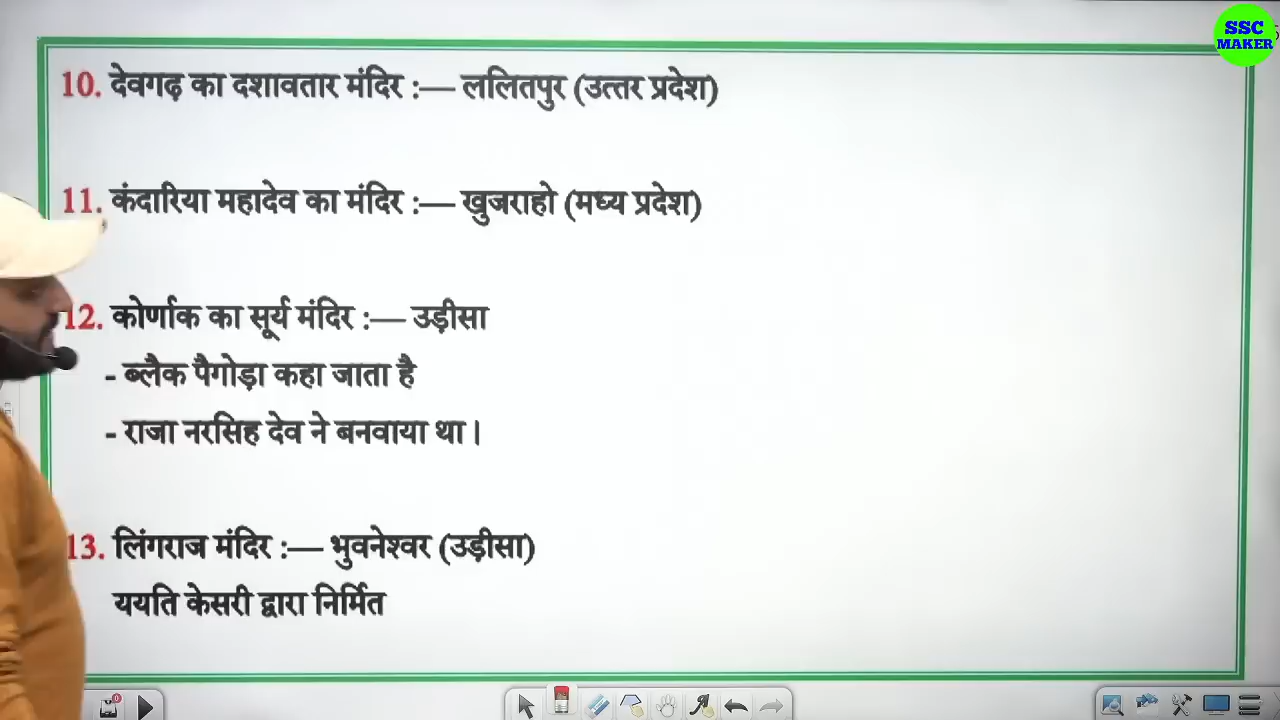 SSC
MAKER
10. देवगढ़ का दशावतार मंदिर :— ललितपुर (उत्तर प्रदेश)
11. कंदारिया महादेव का मंदिर :— खुजराहो (मध्य प्रदेश)
12. कोर्णाक का सूर्य मंदिर :— उड़ीसा
- ब्लैक पैगोड़ा कहा जाता है
- राजा नरसिह देव ने बनवाया था।
13. लिंगराज मंदिर :— भुवनेश्वर (उड़ीसा)
ययति केसरी द्वारा निर्मित